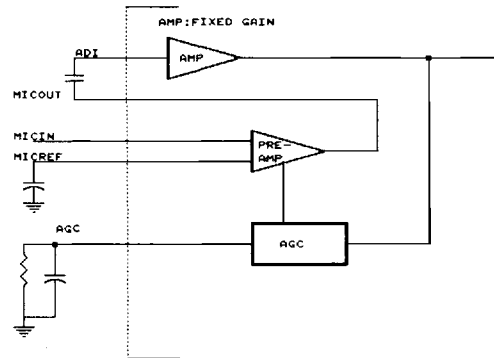 AMP:FIXED GAIN
ADI
AMP
MICOUT
MICIN
MICREF
PRE-
AMP
AGC
AGC